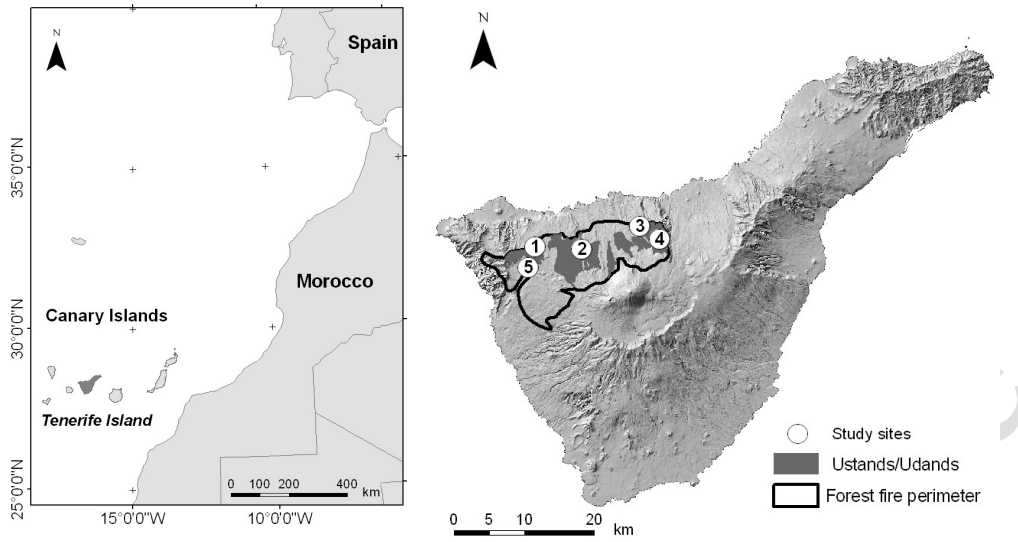 N
Spain
35°0'0"N
Morocco
Canary Islands
30°0'0"N
Tenerife Island
25°0'0"N
0 100 200 400
km
15°0'0"W
10°0'0"W
N
1
2
3
4
5
Study sites
Ustands/Udands
Forest fire perimeter
0 5 10 20
km